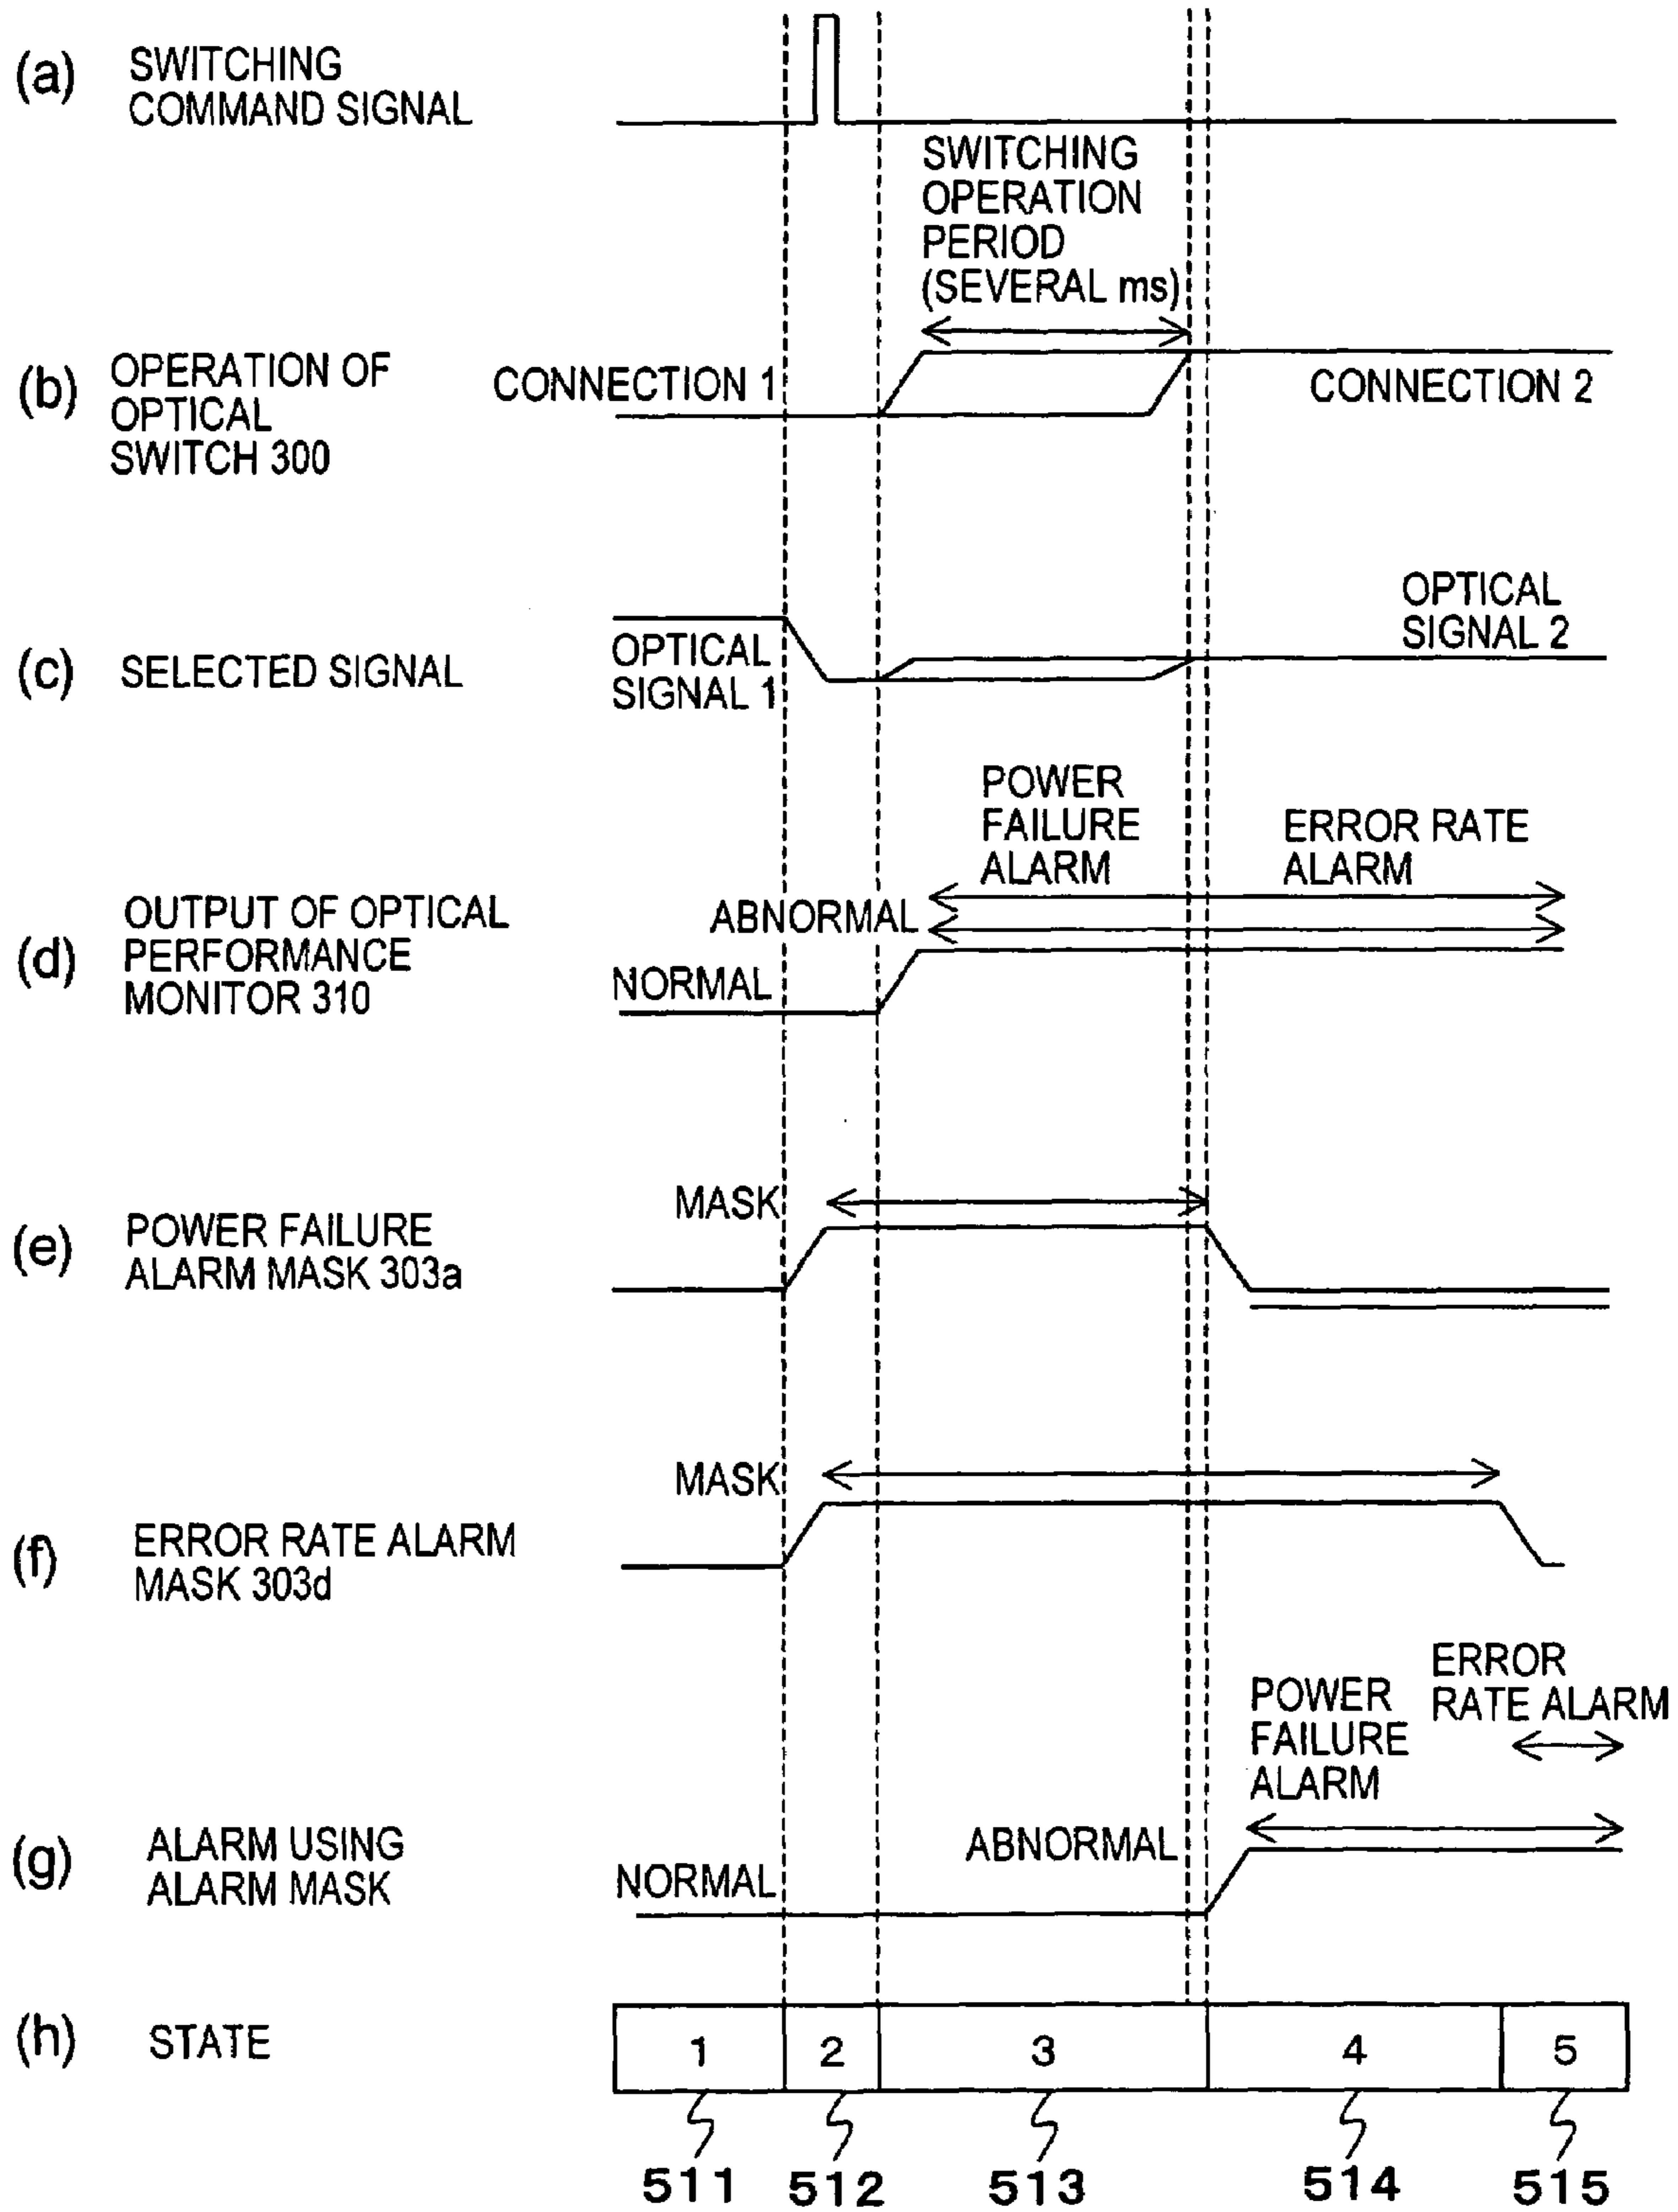 (a) SWITCHING
COMMAND SIGNAL
SWITCHING
OPERATION
PERIOD
(SEVERAL ms)
(b) OPERATION OF
OPTICAL
SWITCH 300
CONNECTION 1
CONNECTION 2
(c) SELECTED SIGNAL
OPTICAL
SIGNAL 1
OPTICAL
SIGNAL 2
(d) OUTPUT OF OPTICAL
PERFORMANCE
MONITOR 310
NORMAL
ABNORMAL
POWER
FAILURE
ALARM
ERROR RATE
ALARM
(e) POWER FAILURE
ALARM MASK 303a
MASK
(f) ERROR RATE ALARM
MASK 303d
MASK
(g) ALARM USING
ALARM MASK
NORMAL
ABNORMAL
POWER
FAILURE
ALARM
ERROR
RATE ALARM
(h) STATE
1 2 3 4 5
511 512 513 514 515